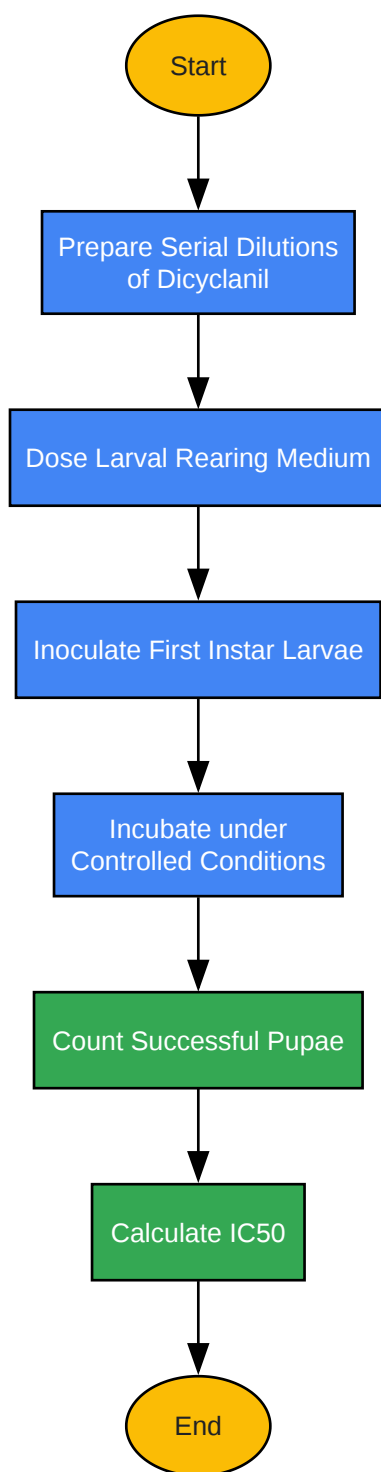 Start
Prepare Serial Dilutions
of Dicyclanil
Dose Larval Rearing Medium
Inoculate First Instar Larvae
Incubate under
Controlled Conditions
Count Successful Pupae
Calculate IC50
End